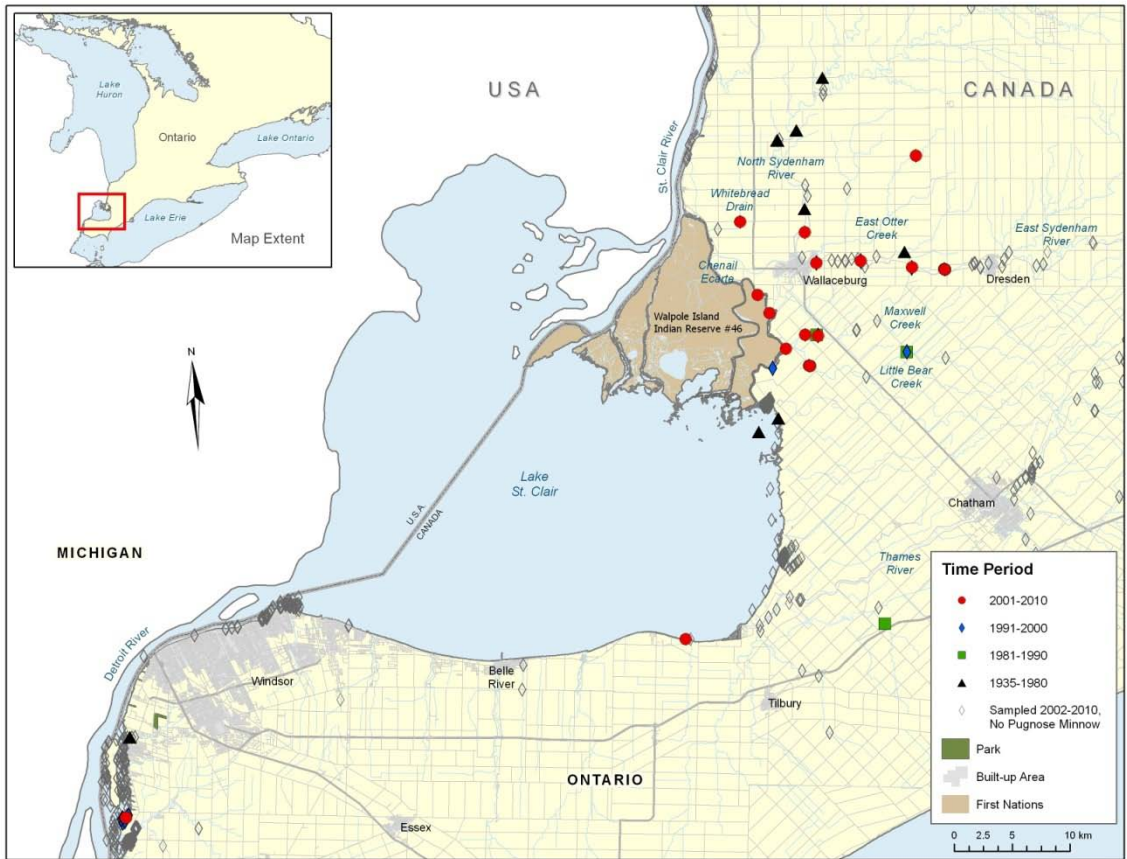 Lake
Huron
Ontario
Lake Ontario
Lake Erie
Map Extent
USA
CANADA
St. Clair River
North Sydenham
River
Whitebread
Drain
East Otter
Creek
East Sydenham
River
Chenail
Ecarte
Wallaceburg
Dresden
Walpole Island
Indian Reserve #46
Maxwell
Creek
Little Bear
Creek
N
Lake
St. Clair
U.S.A
CANADA
Chatham
MICHIGAN
Thames
River
Detroit River
Windsor
Belle
River
Tilbury
ONTARIO
Essex
Time Period
2001-2010
1991-2000
1981-1990
1935-1980
Sampled 2002-2010,
No Pugnose Minnow
Park
Built-up Area
First Nations
0 2.5 5 10 km